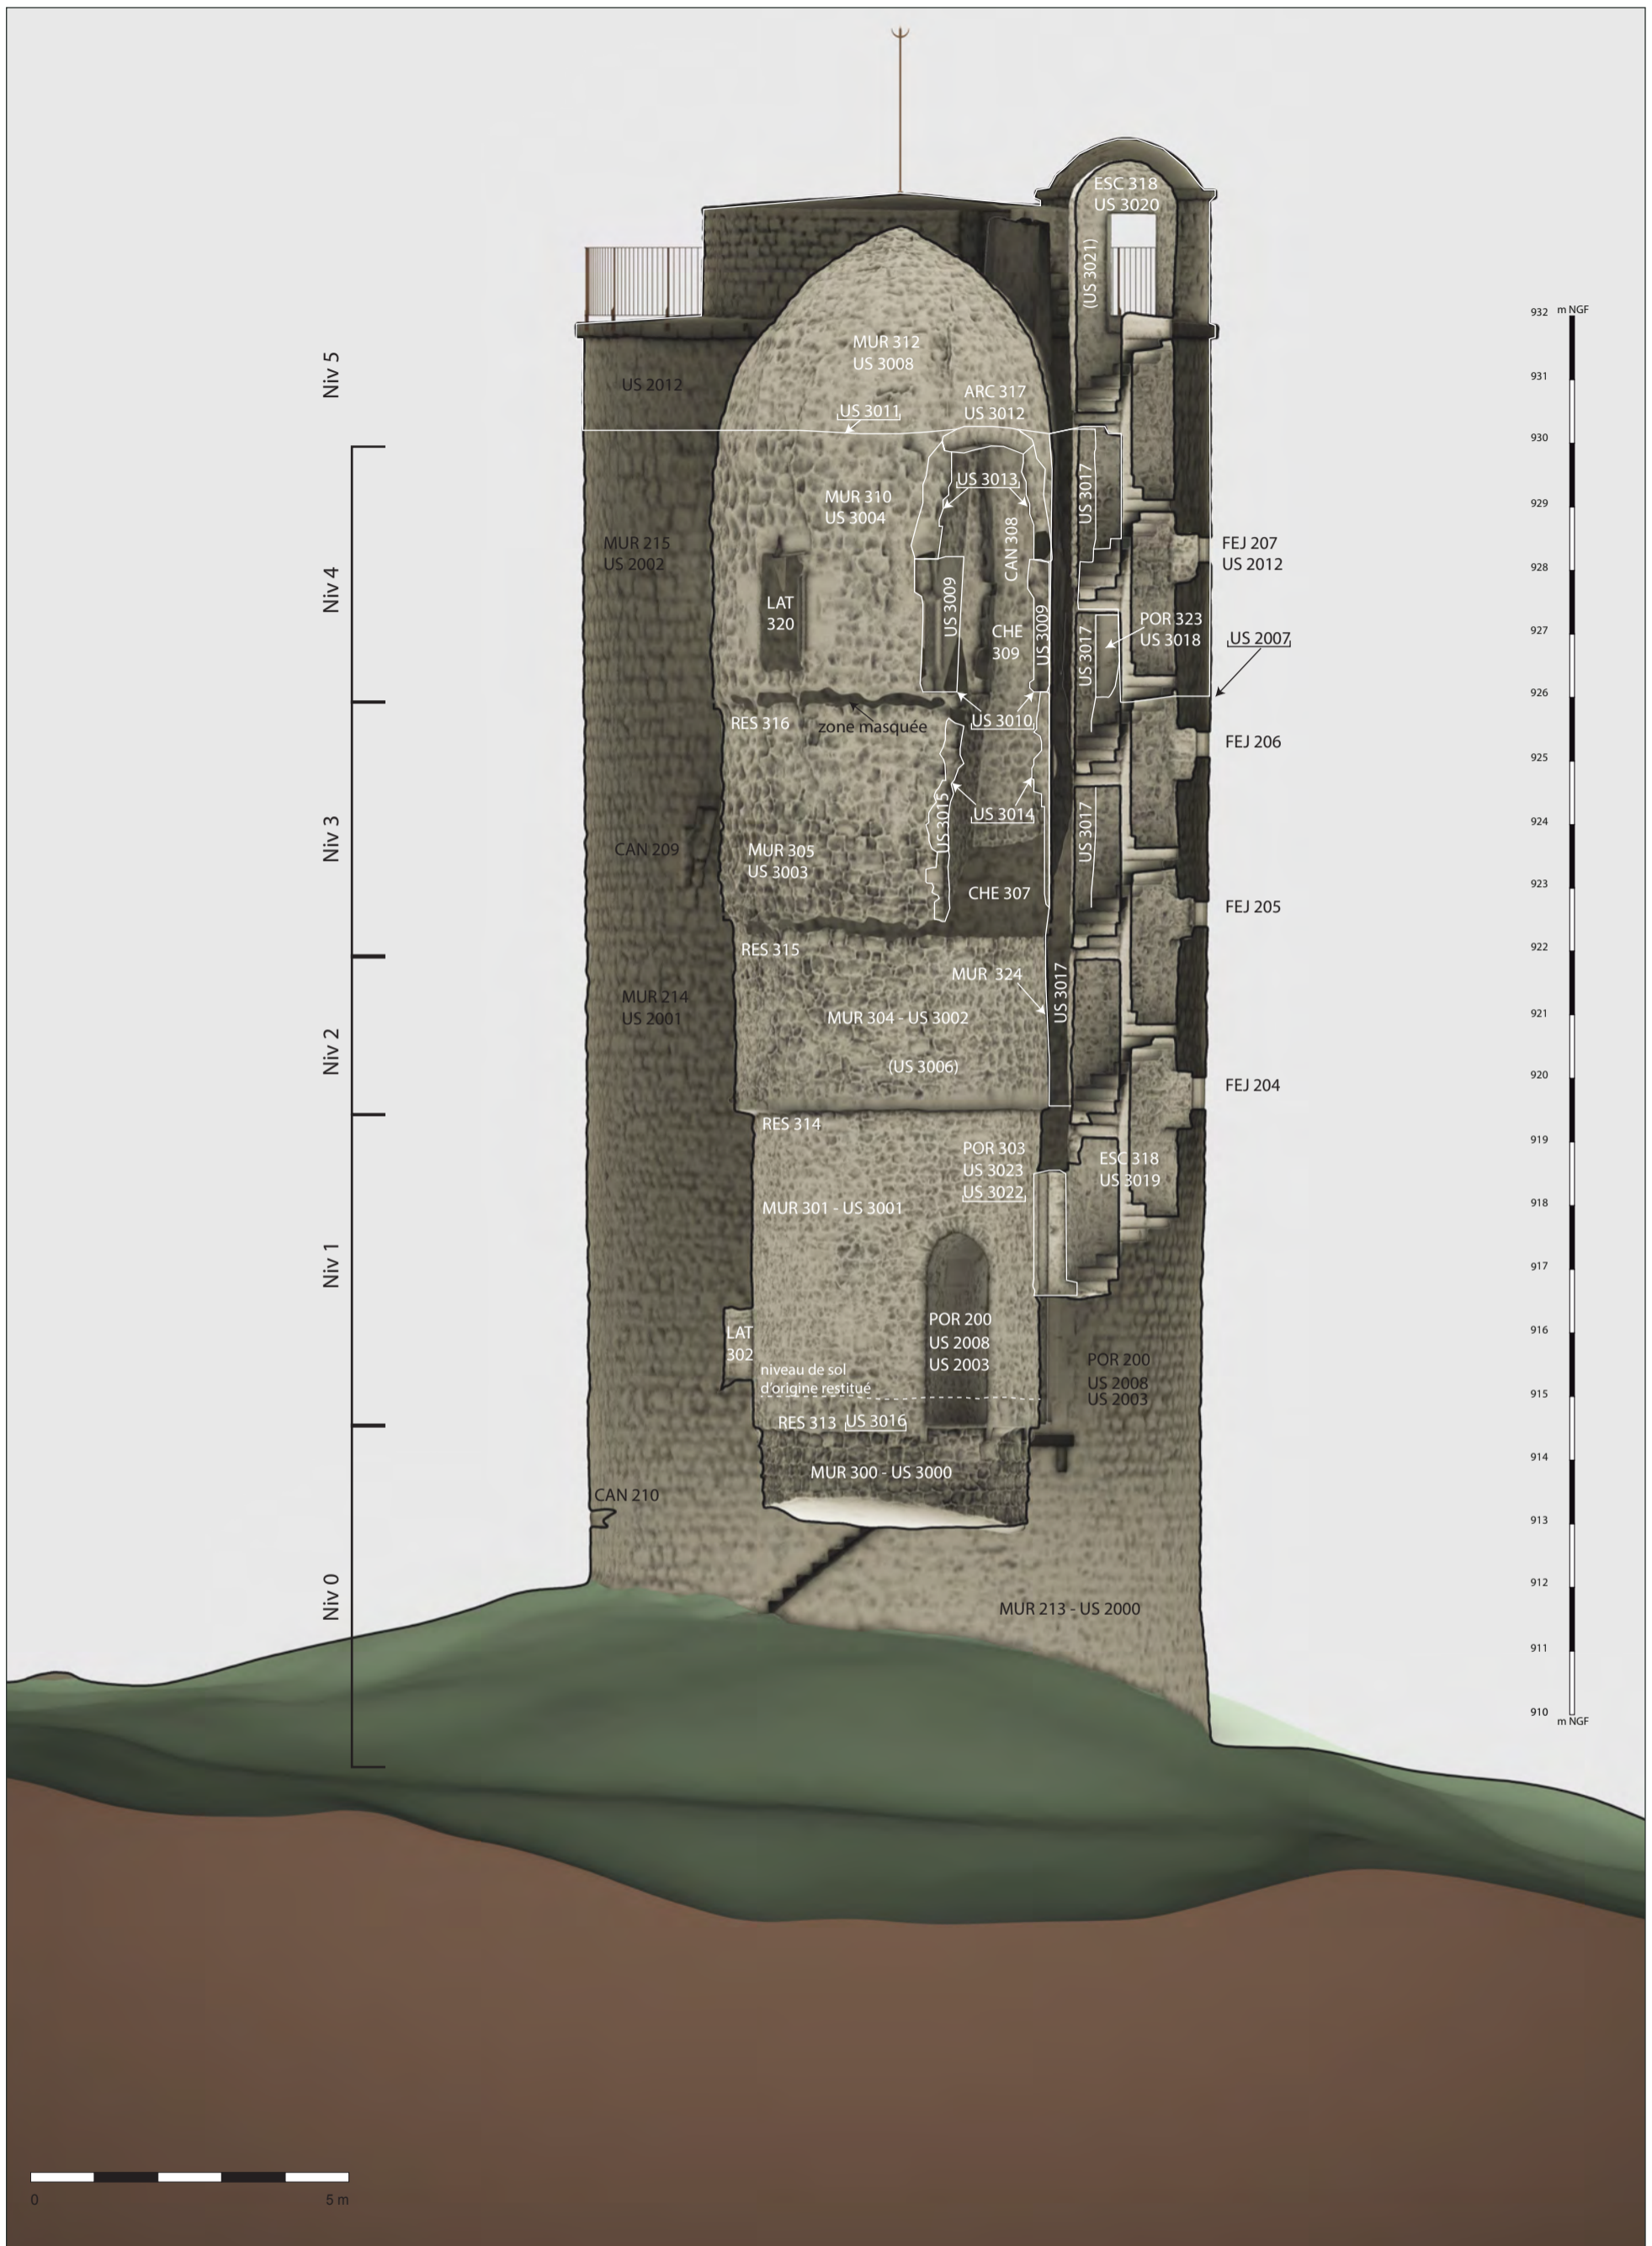 ESC 318
US 3020
(US 3021)
932 m NGF
MUR 312
US 3008
931
Niv 5
US 2012
ARC 317
US 3012
US 3011
930
US 3013
US 3017
929
MUR 310
US 3004
CAN 308
MUR 215
US 2002
FEJ 207
US 2012
928
Niv 4
LAT
320
US 3009
CHE
309
US 3009
US 3017
POR 323
US 3018
US 2007
927
926
RES 316
zone masquée
US 3010
FEJ 206
925
US 3015
US 3014
US 3017
924
Niv 3
CAN 209
MUR 305
US 3003
923
CHE 307
FEJ 205
922
RES 315
MUR 324
US 3017
MUR 214
US 2001
MUR 304 - US 3002
921
Niv 2
(US 3006)
920
FEJ 204
RES 314
919
POR 303
US 3023
US 3022
ESC 318
US 3019
MUR 301 - US 3001
918
Niv 1
917
LAT
302
POR 200
US 2008
US 2003
916
niveau de sol
d'origine restitué
POR 200
US 2008
US 2003
915
RES 313 US 3016
914
MUR 300 - US 3000
CAN 210
913
912
Niv 0
MUR 213 - US 2000
911
910
m NGF
0 5 m